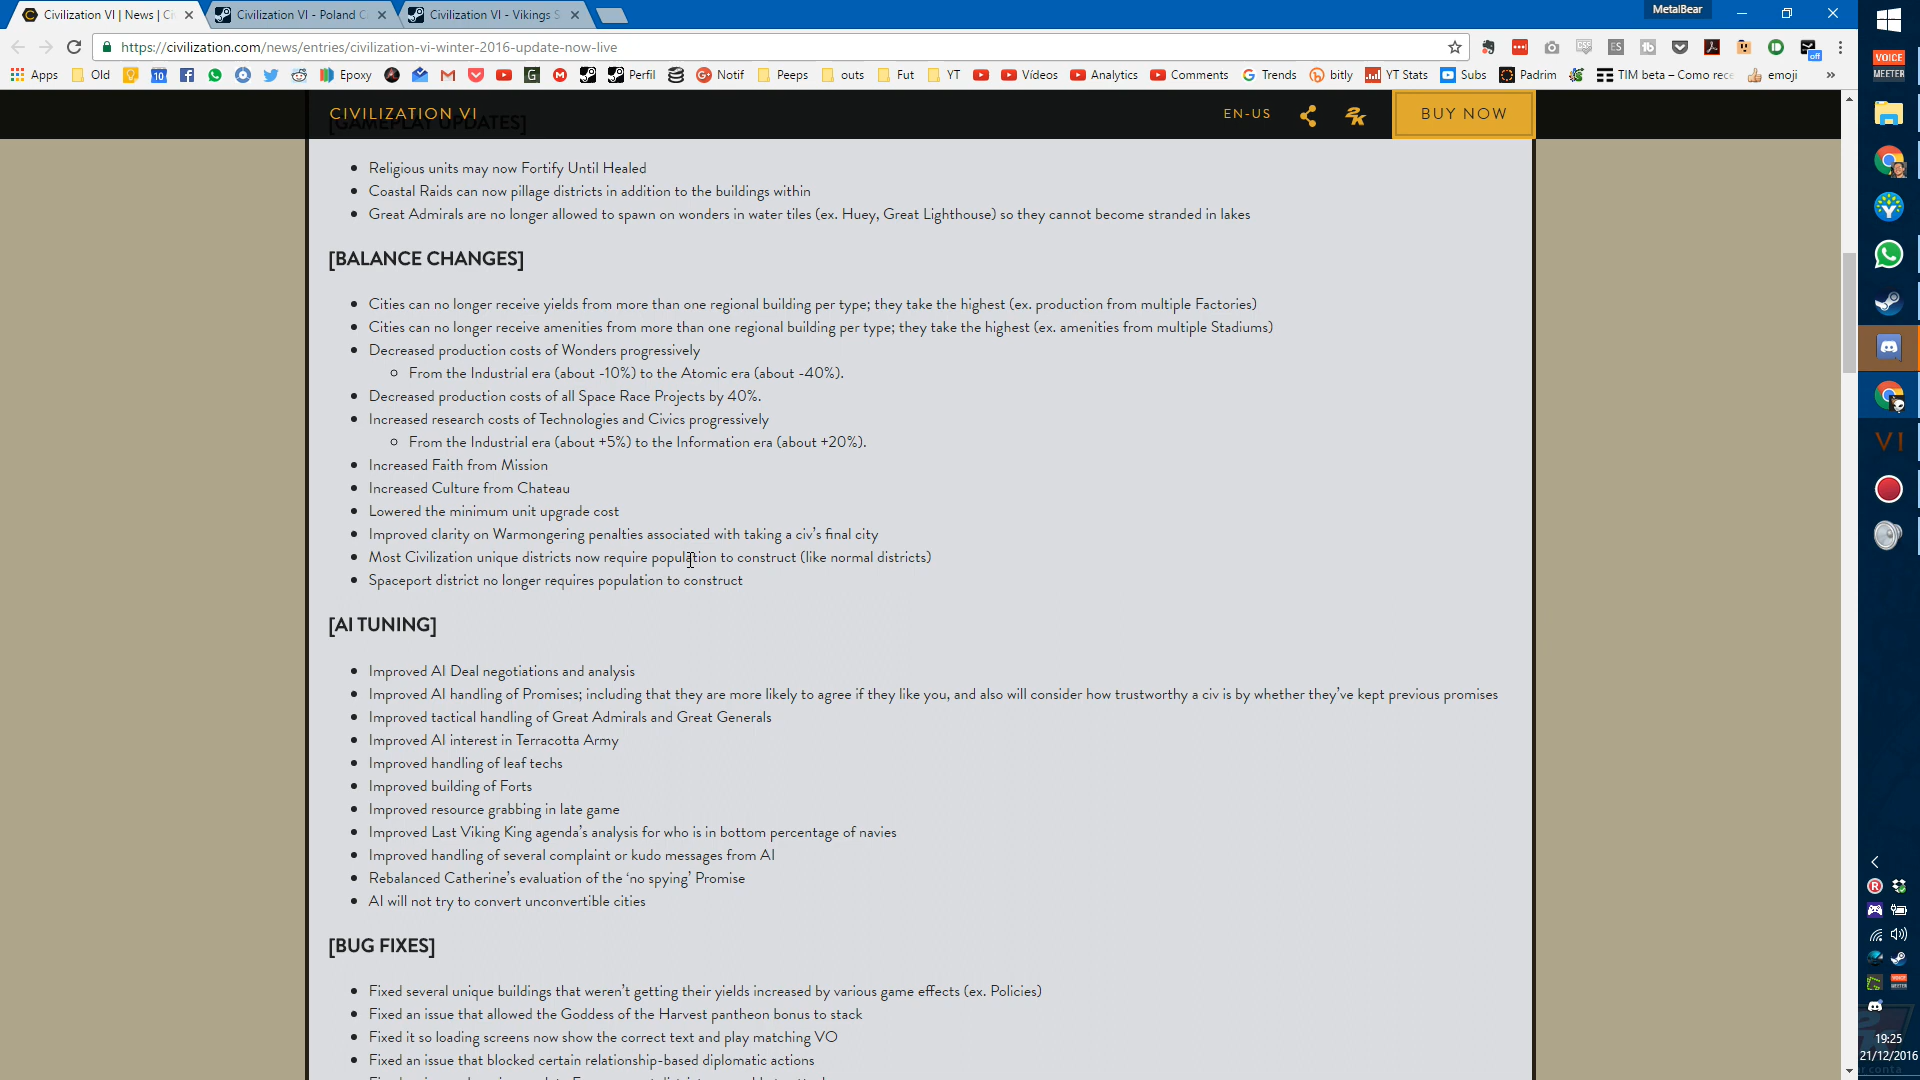 Civilization VI | News | Ci
Civilization VI - Poland C
Civilization VI - Vikings S
MetalBear
https://civilization.com/news/entries/civilization-vi-winter-2016-update-now-live
Apps Old 10 Epoxy Perfil Notif Peeps outs Fut YT Vídeos Analytics Comments Trends bitly YT Stats Subs Padrim TIM beta – Como rece emoji »
CIVILIZATION VI
EN-US
BUY NOW
[GAMEPLAY UPDATES]
Religious units may now Fortify Until Healed
Coastal Raids can now pillage districts in addition to the buildings within
Great Admirals are no longer allowed to spawn on wonders in water tiles (ex. Huey, Great Lighthouse) so they cannot become stranded in lakes
[BALANCE CHANGES]
Cities can no longer receive yields from more than one regional building per type; they take the highest (ex. production from multiple Factories)
Cities can no longer receive amenities from more than one regional building per type; they take the highest (ex. amenities from multiple Stadiums)
Decreased production costs of Wonders progressively
From the Industrial era (about -10%) to the Atomic era (about -40%).
Decreased production costs of all Space Race Projects by 40%.
Increased research costs of Technologies and Civics progressively
From the Industrial era (about +5%) to the Information era (about +20%).
Increased Faith from Mission
Increased Culture from Chateau
Lowered the minimum unit upgrade cost
Improved clarity on Warmongering penalties associated with taking a civ's final city
Most Civilization unique districts now require population to construct (like normal districts)
Spaceport district no longer requires population to construct
[AI TUNING]
Improved AI Deal negotiations and analysis
Improved AI handling of Promises; including that they are more likely to agree if they like you, and also will consider how trustworthy a civ is by whether they've kept previous promises
Improved tactical handling of Great Admirals and Great Generals
Improved AI interest in Terracotta Army
Improved handling of leaf techs
Improved building of Forts
Improved resource grabbing in late game
Improved Last Viking King agenda's analysis for who is in bottom percentage of navies
Improved handling of several complaint or kudo messages from AI
Rebalanced Catherine's evaluation of the 'no spying' Promise
AI will not try to convert unconvertible cities
[BUG FIXES]
Fixed several unique buildings that weren't getting their yields increased by various game effects (ex. Policies)
Fixed an issue that allowed the Goddess of the Harvest pantheon bonus to stack
Fixed it so loading screens now show the correct text and play matching VO
Fixed an issue that blocked certain relationship-based diplomatic actions
VOICE
MEETER
VI
19:25
21/12/2016